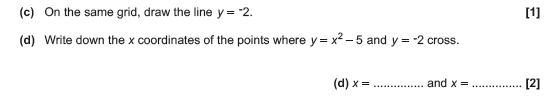 (c) On the same grid, draw the line y = ⁻2. [1]
(d) Write down the x coordinates of the points where y = x² – 5 and y = ⁻2 cross.
(d) x = ............... and x = ............... [2]